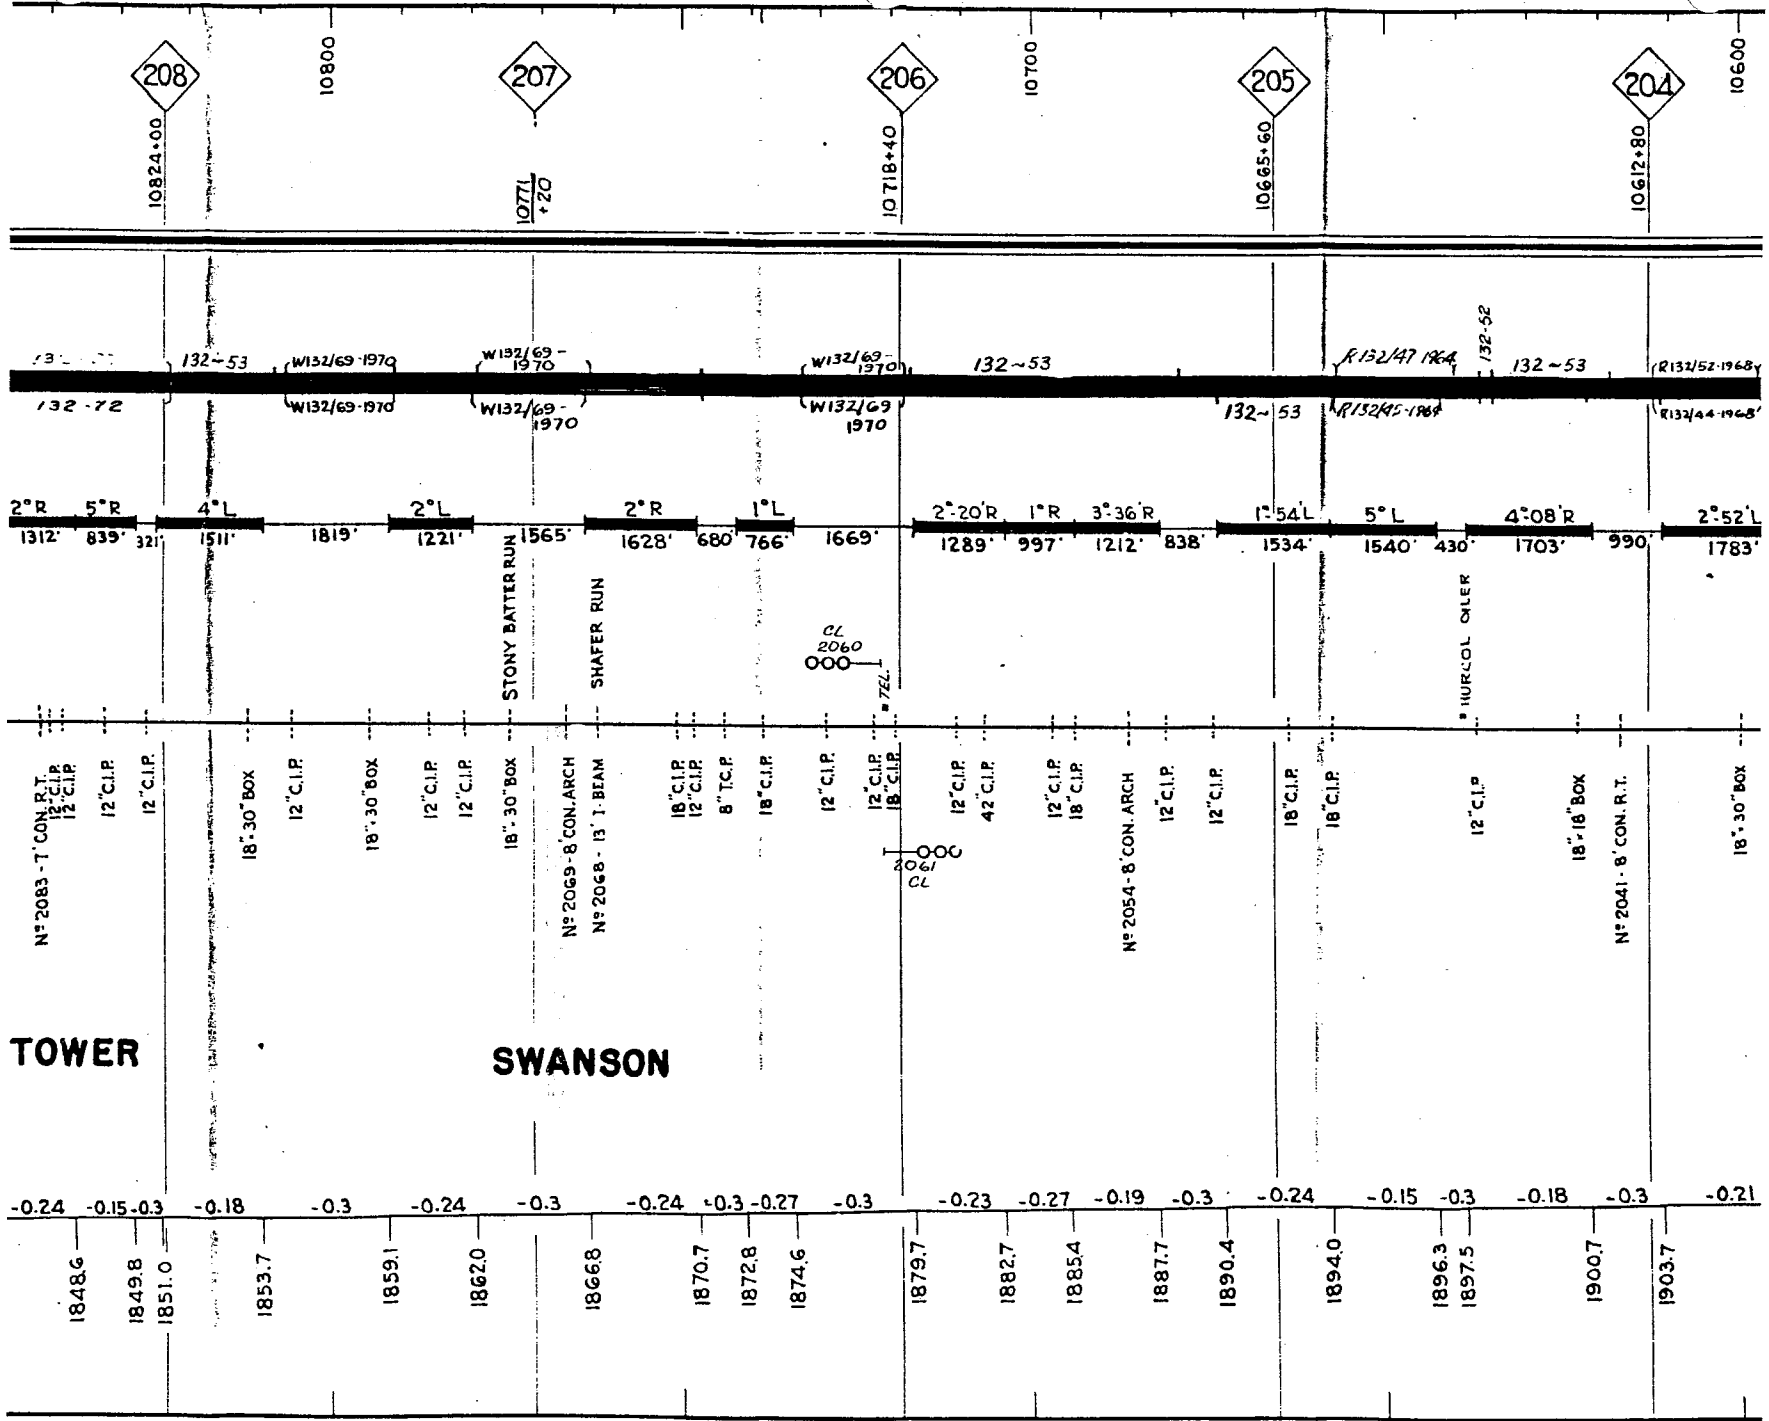 208
10800
207
206
10700
205
204
10600
10824+00
10771
+20
10718+40
10665+60
10612+80
132~53
W132/69-1970
W132/69-
1970
W132/69-
1970
132~53
R132/47 1964
132-52
132~53
R132/52-1968
132-72
W132/69-1970
W132/69-
1970
W132/69
1970
132~53
R132/45-1964
R132/44-1968
2°R
5°R
4°L
2°L
2°R
1°L
2°-20'R
1°R
3°-36'R
1°-54'L
5°L
4°-08'R
2°-52'L
1312'
839'
321'
1511'
1819'
1221'
1565'
1628'
680'
766'
1669'
1289'
997'
1212'
838'
1534'
1540'
430'
1703'
990'
1783'
STONY BATTER RUN
SHAFER RUN
CL
2060
TEL.
HURCOL OILER
Nº 2083-7' CON. R.T.
12"C.I.P.
12"C.I.P.
12"C.I.P.
12"C.I.P.
18"×30"BOX
12"C.I.P.
18"×30"BOX
12"C.I.P.
12"C.I.P.
18"×30"BOX
Nº 2069-8' CON. ARCH
Nº 2068-13' I-BEAM
18"C.I.P.
12"C.I.P.
8"T.C.P.
18"C.I.P.
12"C.I.P.
12"C.I.P.
18"C.I.P.
12"C.I.P.
42"C.I.P.
12"C.I.P.
18"C.I.P.
Nº 2054-8' CON. ARCH
12"C.I.P.
12"C.I.P.
18"C.I.P.
18"C.I.P.
12"C.I.P.
18"×18"BOX
Nº 2041-8' CON. R.T.
18"×30"BOX
2061
CL
TOWER
SWANSON
-0.24
-0.15
-0.3
-0.18
-0.3
-0.24
-0.3
-0.24
-0.3
-0.27
-0.3
-0.23
-0.27
-0.19
-0.3
-0.24
-0.15
-0.3
-0.18
-0.3
-0.21
1848.6
1849.8
1851.0
1853.7
1859.1
1862.0
1866.8
1870.7
1872.8
1874.6
1879.7
1882.7
1885.4
1887.7
1890.4
1894.0
1896.3
1897.5
1900.7
1903.7